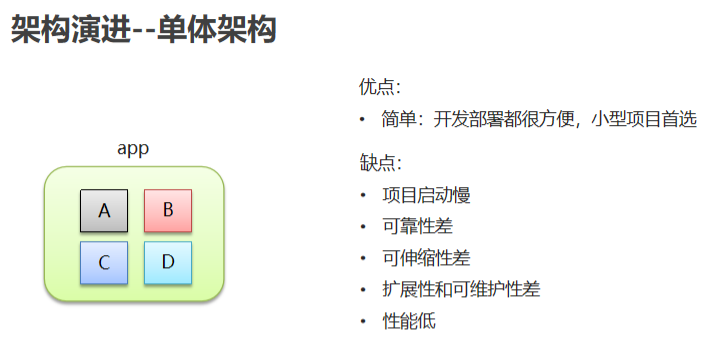 架构演进--单体架构
app
A
B
C
D
优点：
• 简单：开发部署都很方便，小型项目首选
缺点：
• 项目启动慢
• 可靠性差
• 可伸缩性差
• 扩展性和可维护性差
• 性能低